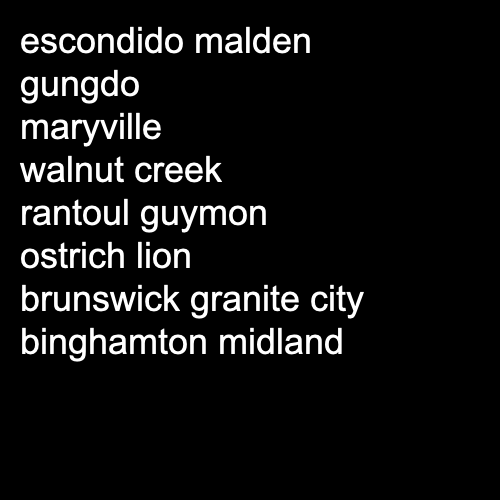 escondido malden
gungdo
maryville
walnut creek
rantoul guymon
ostrich lion
brunswick granite city
binghamton midland